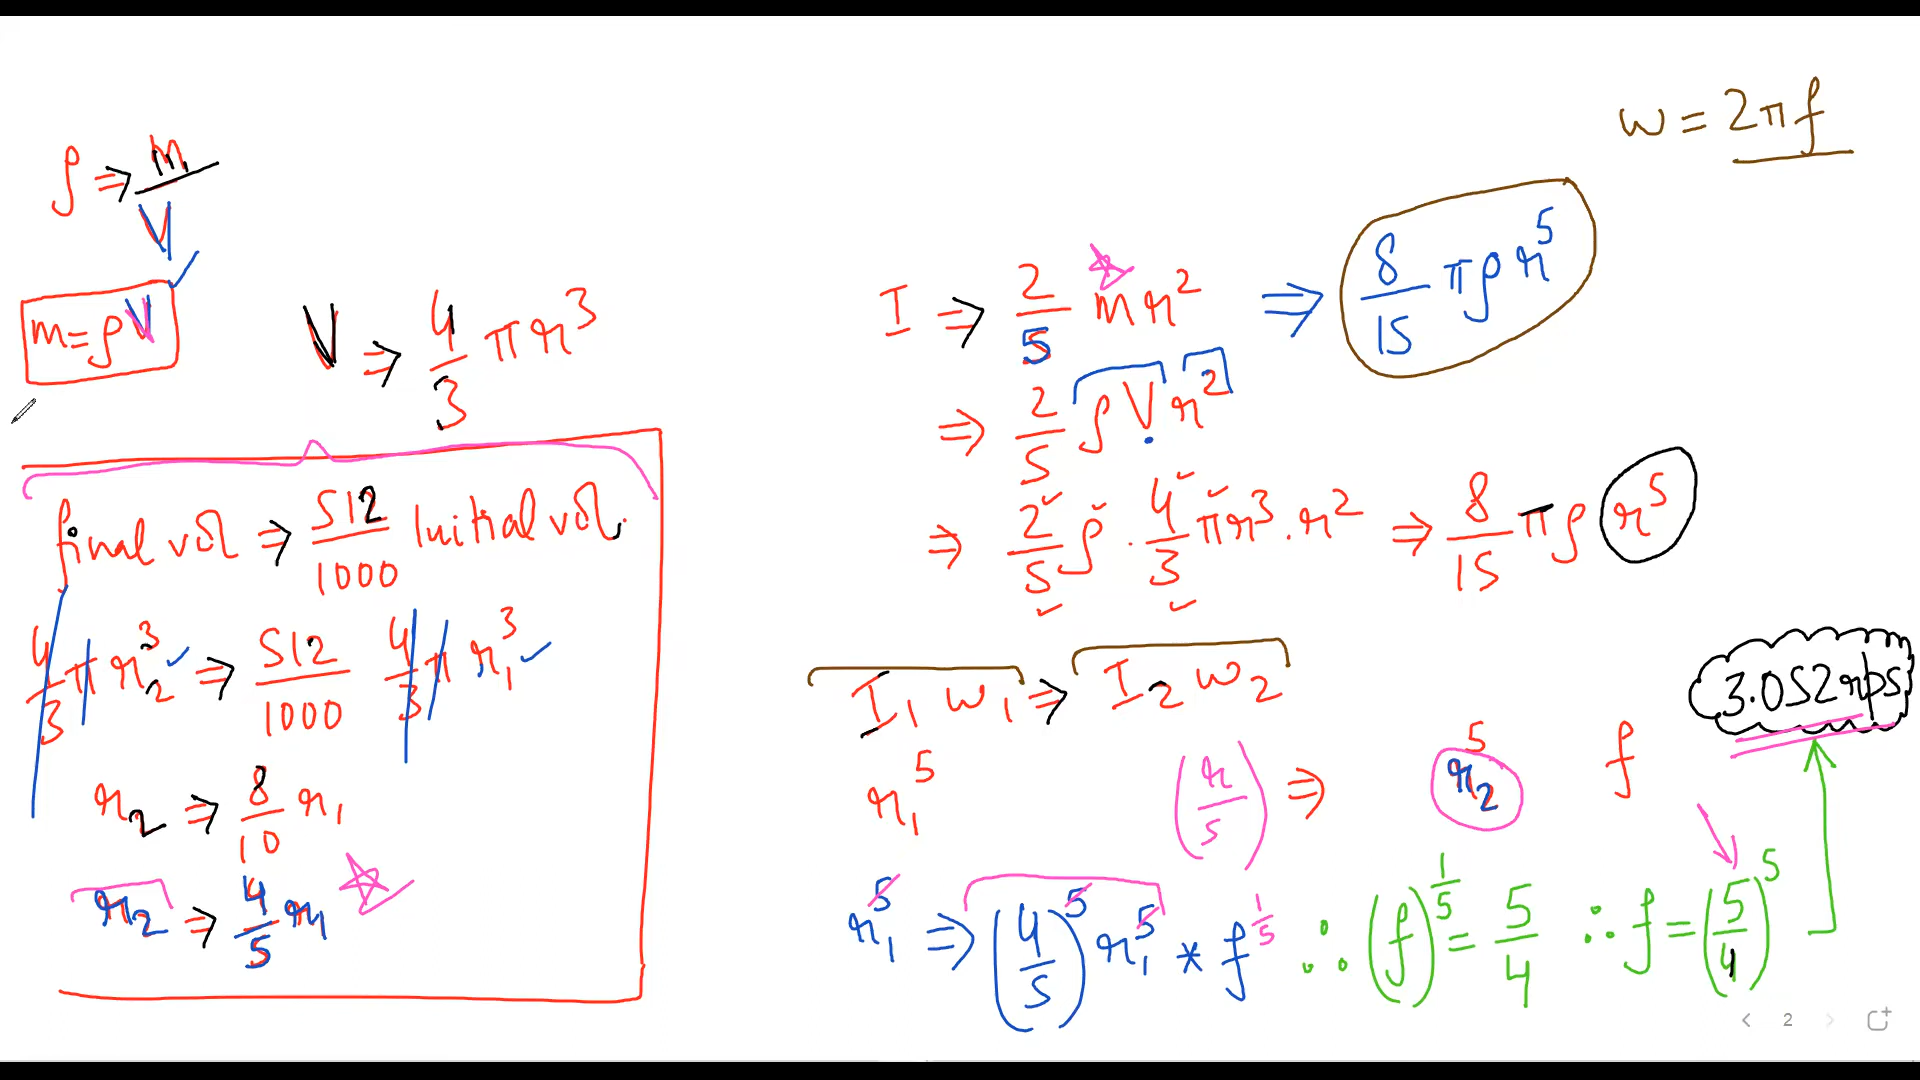 ω = 2πf
ρ ⇒ m/V
m = ρV
V ⇒ 4/3 πr³
final vol ⇒ 512/1000 Initial vol.
4/3 πr₂³ ⇒ 512/1000 4/3 πr₁³
r₂ ⇒ 8/10 r₁
r₂ ⇒ 4/5 r₁
I ⇒ 2/5 mr² ⇒ 8/15 πρr⁵
⇒ 2/5 ρVr²
⇒ 2/5 ρ . 4/3 πr³ . r² ⇒ 8/15 πρ r⁵
I₁ ω₁ ⇒ I₂ ω₂
3.052 rps
r₁⁵ (r/5) ⇒ r₂⁵ f
r₁⁵ ⇒ (4/5)⁵ r₁⁵ * f^1/5 ∴ (f)^1/5 = 5/4 ∴ f = (5/4)⁵
2